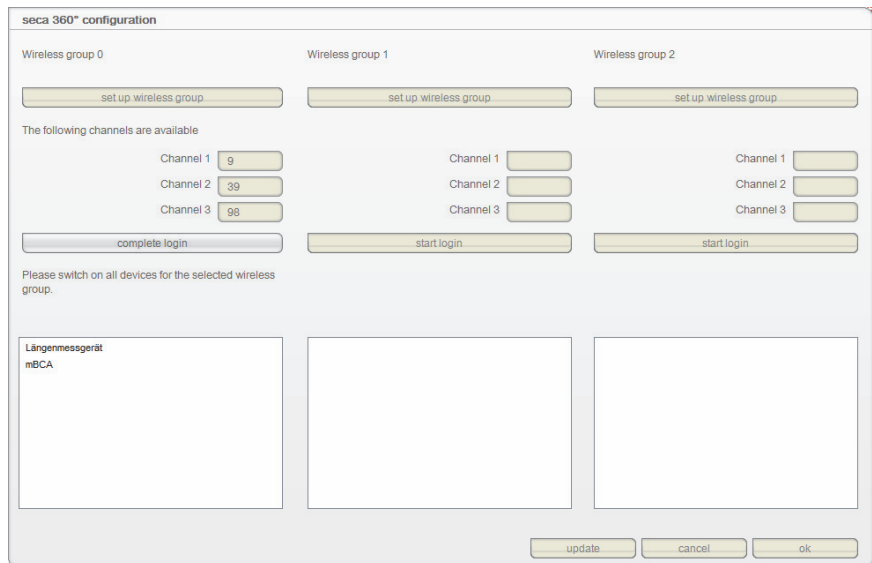 seca 360" configuration
Wireless group 0 Wireless group 1 Wireless group 2
set up wireless group set up wireless group set up wireless group
The following channels are available
Channel 1 9 Channel 1 Channel 1
Channel 2 39 Channel 2 Channel 2
Channel 3 98 Channel 3 Channel 3
complete login start login start login
Please switch on all devices for the selected wireless
group.
Längenmessgerät
mBCA
update cancel ok